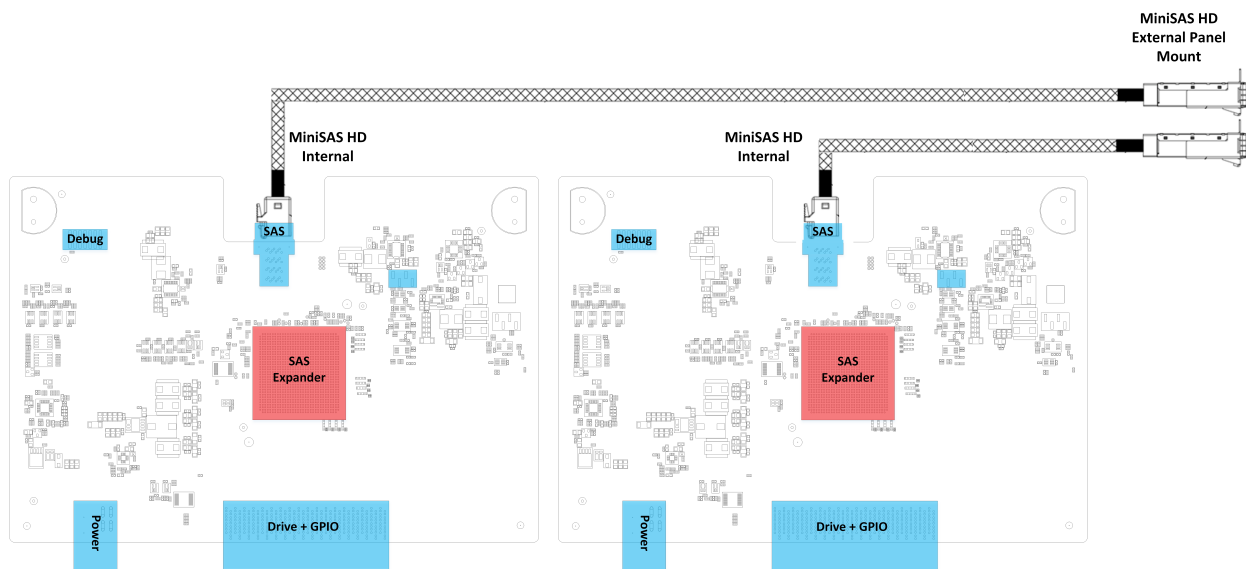 MiniSAS HD
External Panel
Mount
MiniSAS HD
Internal
MiniSAS HD
Internal
Debug
SAS
Debug
SAS
SAS
Expander
SAS
Expander
Power
Drive + GPIO
Power
Drive + GPIO